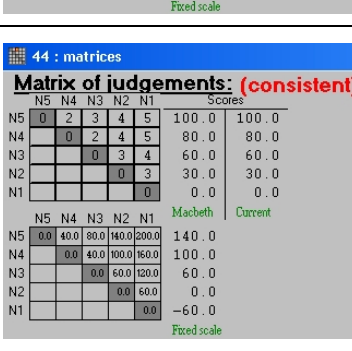 Fixed scale
44 : matrices
Matrix of judgements: (consistent)
N5 N4 N3 N2 N1 Scores
N5 0 2 3 4 5 100.0 100.0
N4 0 2 4 5 80.0 80.0
N3 0 3 4 60.0 60.0
N2 0 3 30.0 30.0
N1 0 0.0 0.0
N5 N4 N3 N2 N1 Macbeth Current
N5 0.0 40.0 80.0 140.0 200.0 140.0
N4 0.0 40.0 100.0 160.0 100.0
N3 0.0 60.0 120.0 60.0
N2 0.0 60.0 0.0
N1 0.0 -60.0
Fixed scale